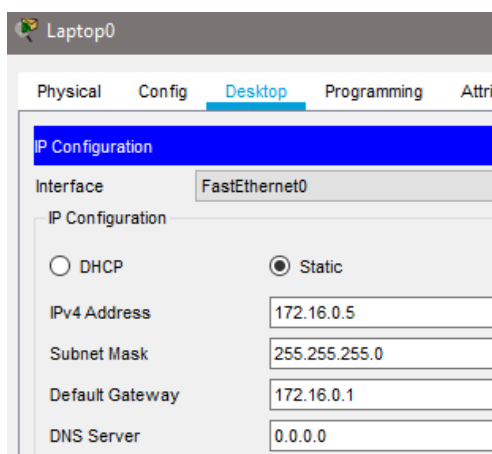 Laptop0
Physical Config Desktop Programming Attri
IP Configuration
Interface FastEthernet0
IP Configuration
DHCP Static
IPv4 Address 172.16.0.5
Subnet Mask 255.255.255.0
Default Gateway 172.16.0.1
DNS Server 0.0.0.0